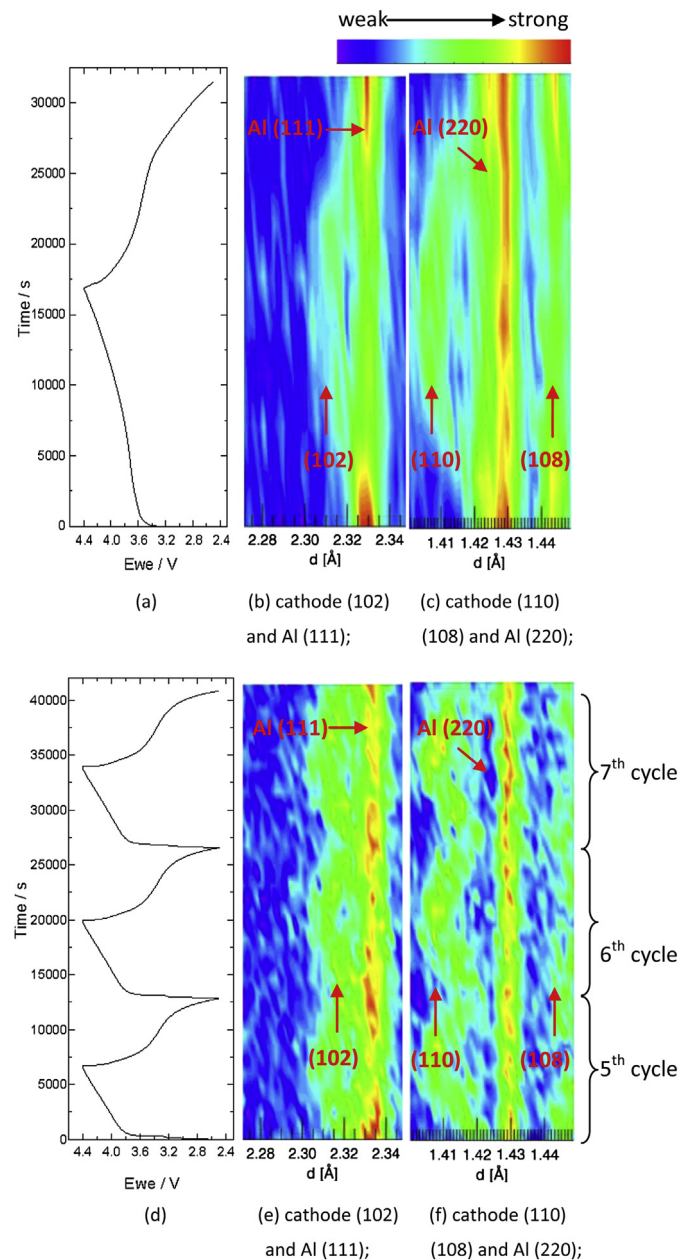 weak strong
30000
25000
20000
15000
10000
5000
0
Time / s
4.4 4.0 3.6 3.2 2.8 2.4
Ewe / V
Al (111)
(102)
2.28 2.30 2.32 2.34
d [Å]
Al (220)
(110) (108)
1.41 1.42 1.43 1.44
d [Å]
(a)
(b) cathode (102)
and Al (111);
(c) cathode (110)
(108) and Al (220);
40000
35000
30000
25000
20000
15000
10000
5000
0
Time / s
4.4 4.0 3.6 3.2 2.8 2.4
Ewe / V
Al (111)
(102)
2.28 2.30 2.32 2.34
d [Å]
Al (220)
(110) (108)
1.41 1.42 1.43 1.44
d [Å]
7th cycle
6th cycle
5th cycle
(d)
(e) cathode (102)
and Al (111);
(f) cathode (110)
(108) and Al (220);